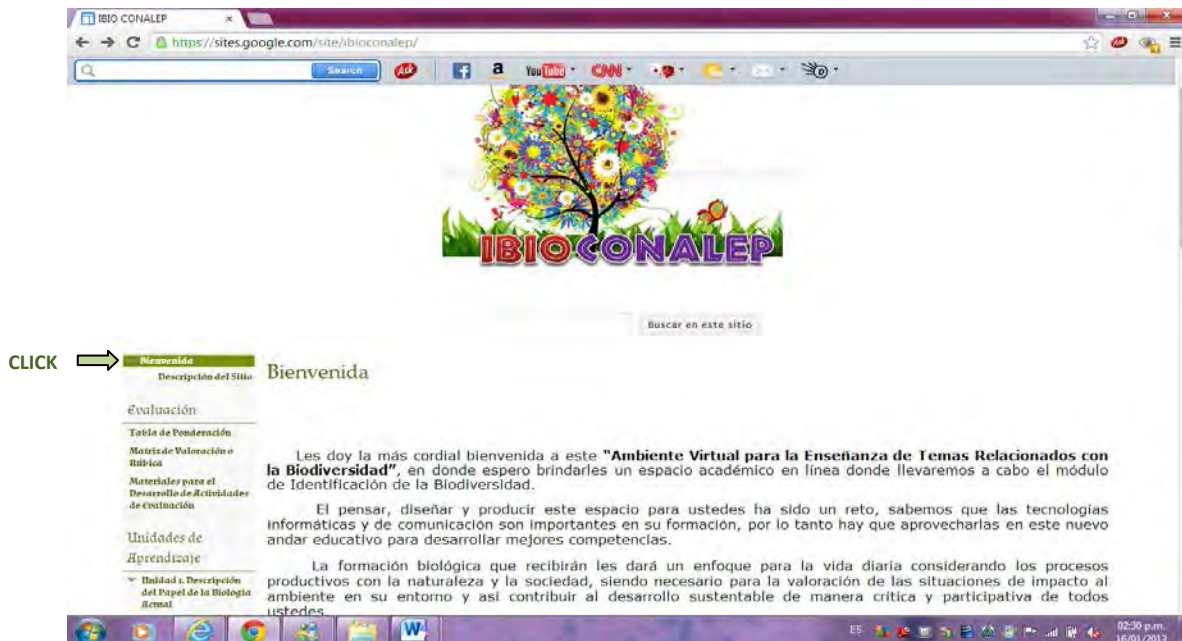 IBIO CONALEP
https://sites.google.com/site/ibioconalep/
Search
Ask
a
You Tube
CNN
IBIOCONALEP
Buscar en este sitio
CLICK
Bienvenida
Descripción del Sitio
Bienvenida
Evaluación
Tabla de Ponderación
Matriz de Valoración o
Rúbica
Materiales para el
Desarrollo de Actividades
de Evaluación
Unidades de
Aprendizaje
Unidad 1. Descripción
del Papel de la Biología
Actual
Les doy la más cordial bienvenida a este "Ambiente Virtual para la Enseñanza de Temas Relacionados con
la Biodiversidad", en donde espero brindarles un espacio académico en línea donde llevaremos a cabo el módulo
de Identificación de la Biodiversidad.
El pensar, diseñar y producir este espacio para ustedes ha sido un reto, sabemos que las tecnologías
informáticas y de comunicación son importantes en su formación, por lo tanto hay que aprovecharlas en este nuevo
andar educativo para desarrollar mejores competencias.
La formación biológica que recibirán les dará un enfoque para la vida diaria considerando los procesos
productivos con la naturaleza y la sociedad, siendo necesario para la valoración de las situaciones de impacto al
ambiente en su entorno y así contribuir al desarrollo sustentable de manera crítica y participativa de todos
ustedes.
ES
02:30 p.m.
16/01/2013